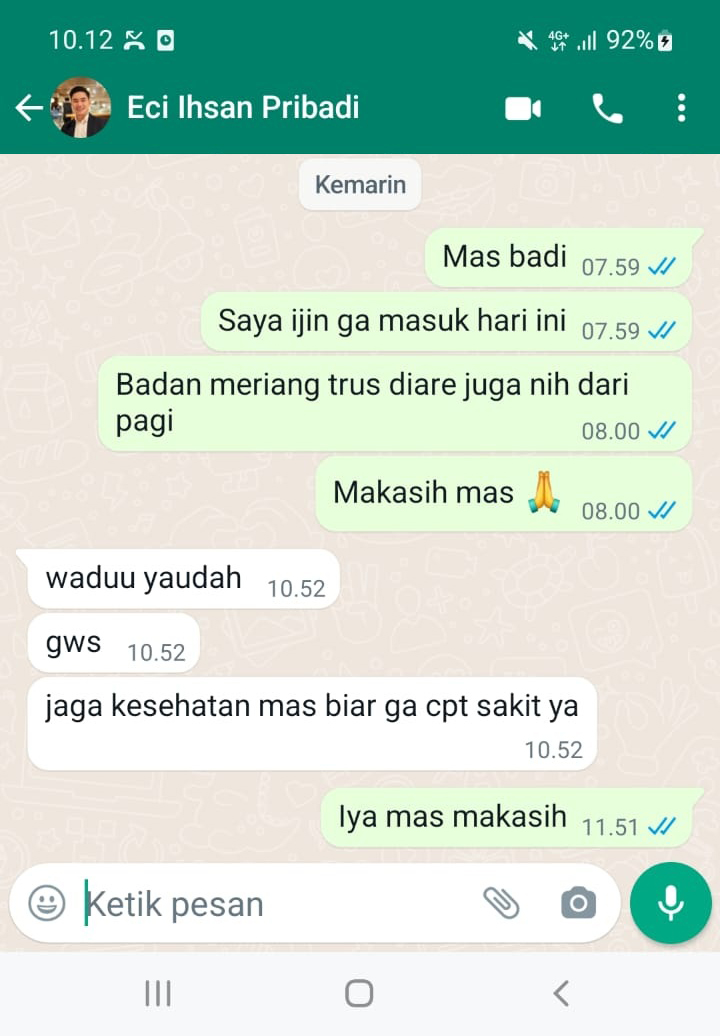 10.12
4G+ 92%
Eci Ihsan Pribadi
Kemarin
Mas badi 07.59
Saya ijin ga masuk hari ini 07.59
Badan meriang trus diare juga nih dari
pagi 08.00
Makasih mas 🙏 08.00
waduu yaudah 10.52
gws 10.52
jaga kesehatan mas biar ga cpt sakit ya
10.52
Iya mas makasih 11.51
Ketik pesan